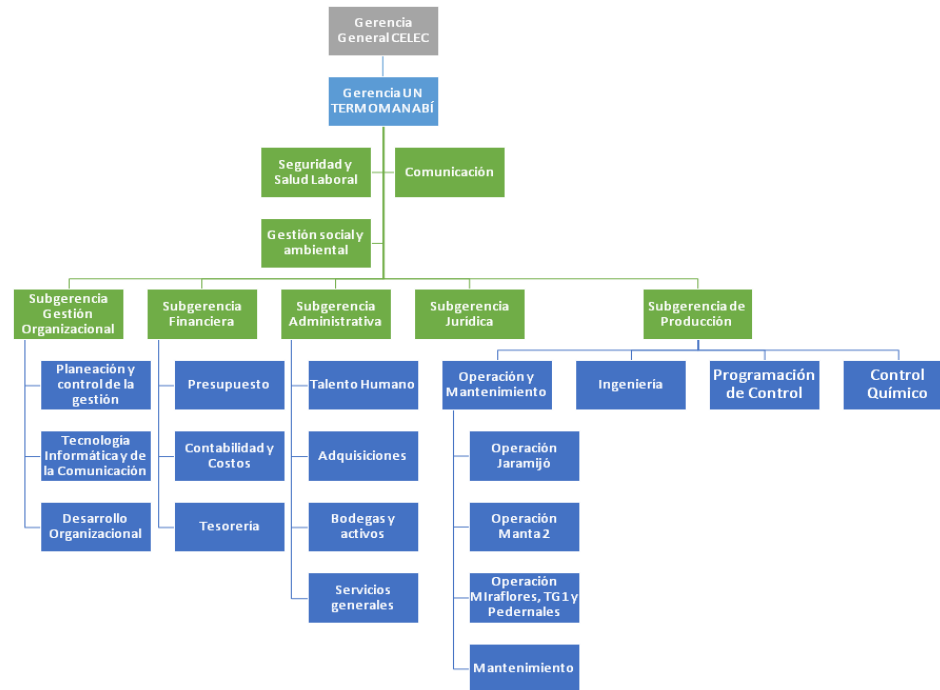 Gerencia
General CELEC
Gerencia UN
TERMOMANABÍ
Seguridad y
Salud Laboral
Comunicación
Gestión social y
ambiental
Subgerencia
Gestión
Organizacional
Subgerencia
Financiera
Subgerencia
Administrativa
Subgerencia
Juridica
Subgerencia de
Producción
Planeación y
control de la
gestión
Tecnologia
Informática y de
la Comunicación
Desarrollo
Organizacional
Presupuesto
Contabilidad y
Costos
Tesorería
Talento Humano
Adquisiciones
Bodegas y
activos
Servicios
generales
Operación y
Mantenimiento
Operación
Jaramijó
Operación
Manta 2
Operación
MIraflores, TG1 y
Pedernales
Mantenimiento
Ingenieria
Programación
de Control
Control
Químico